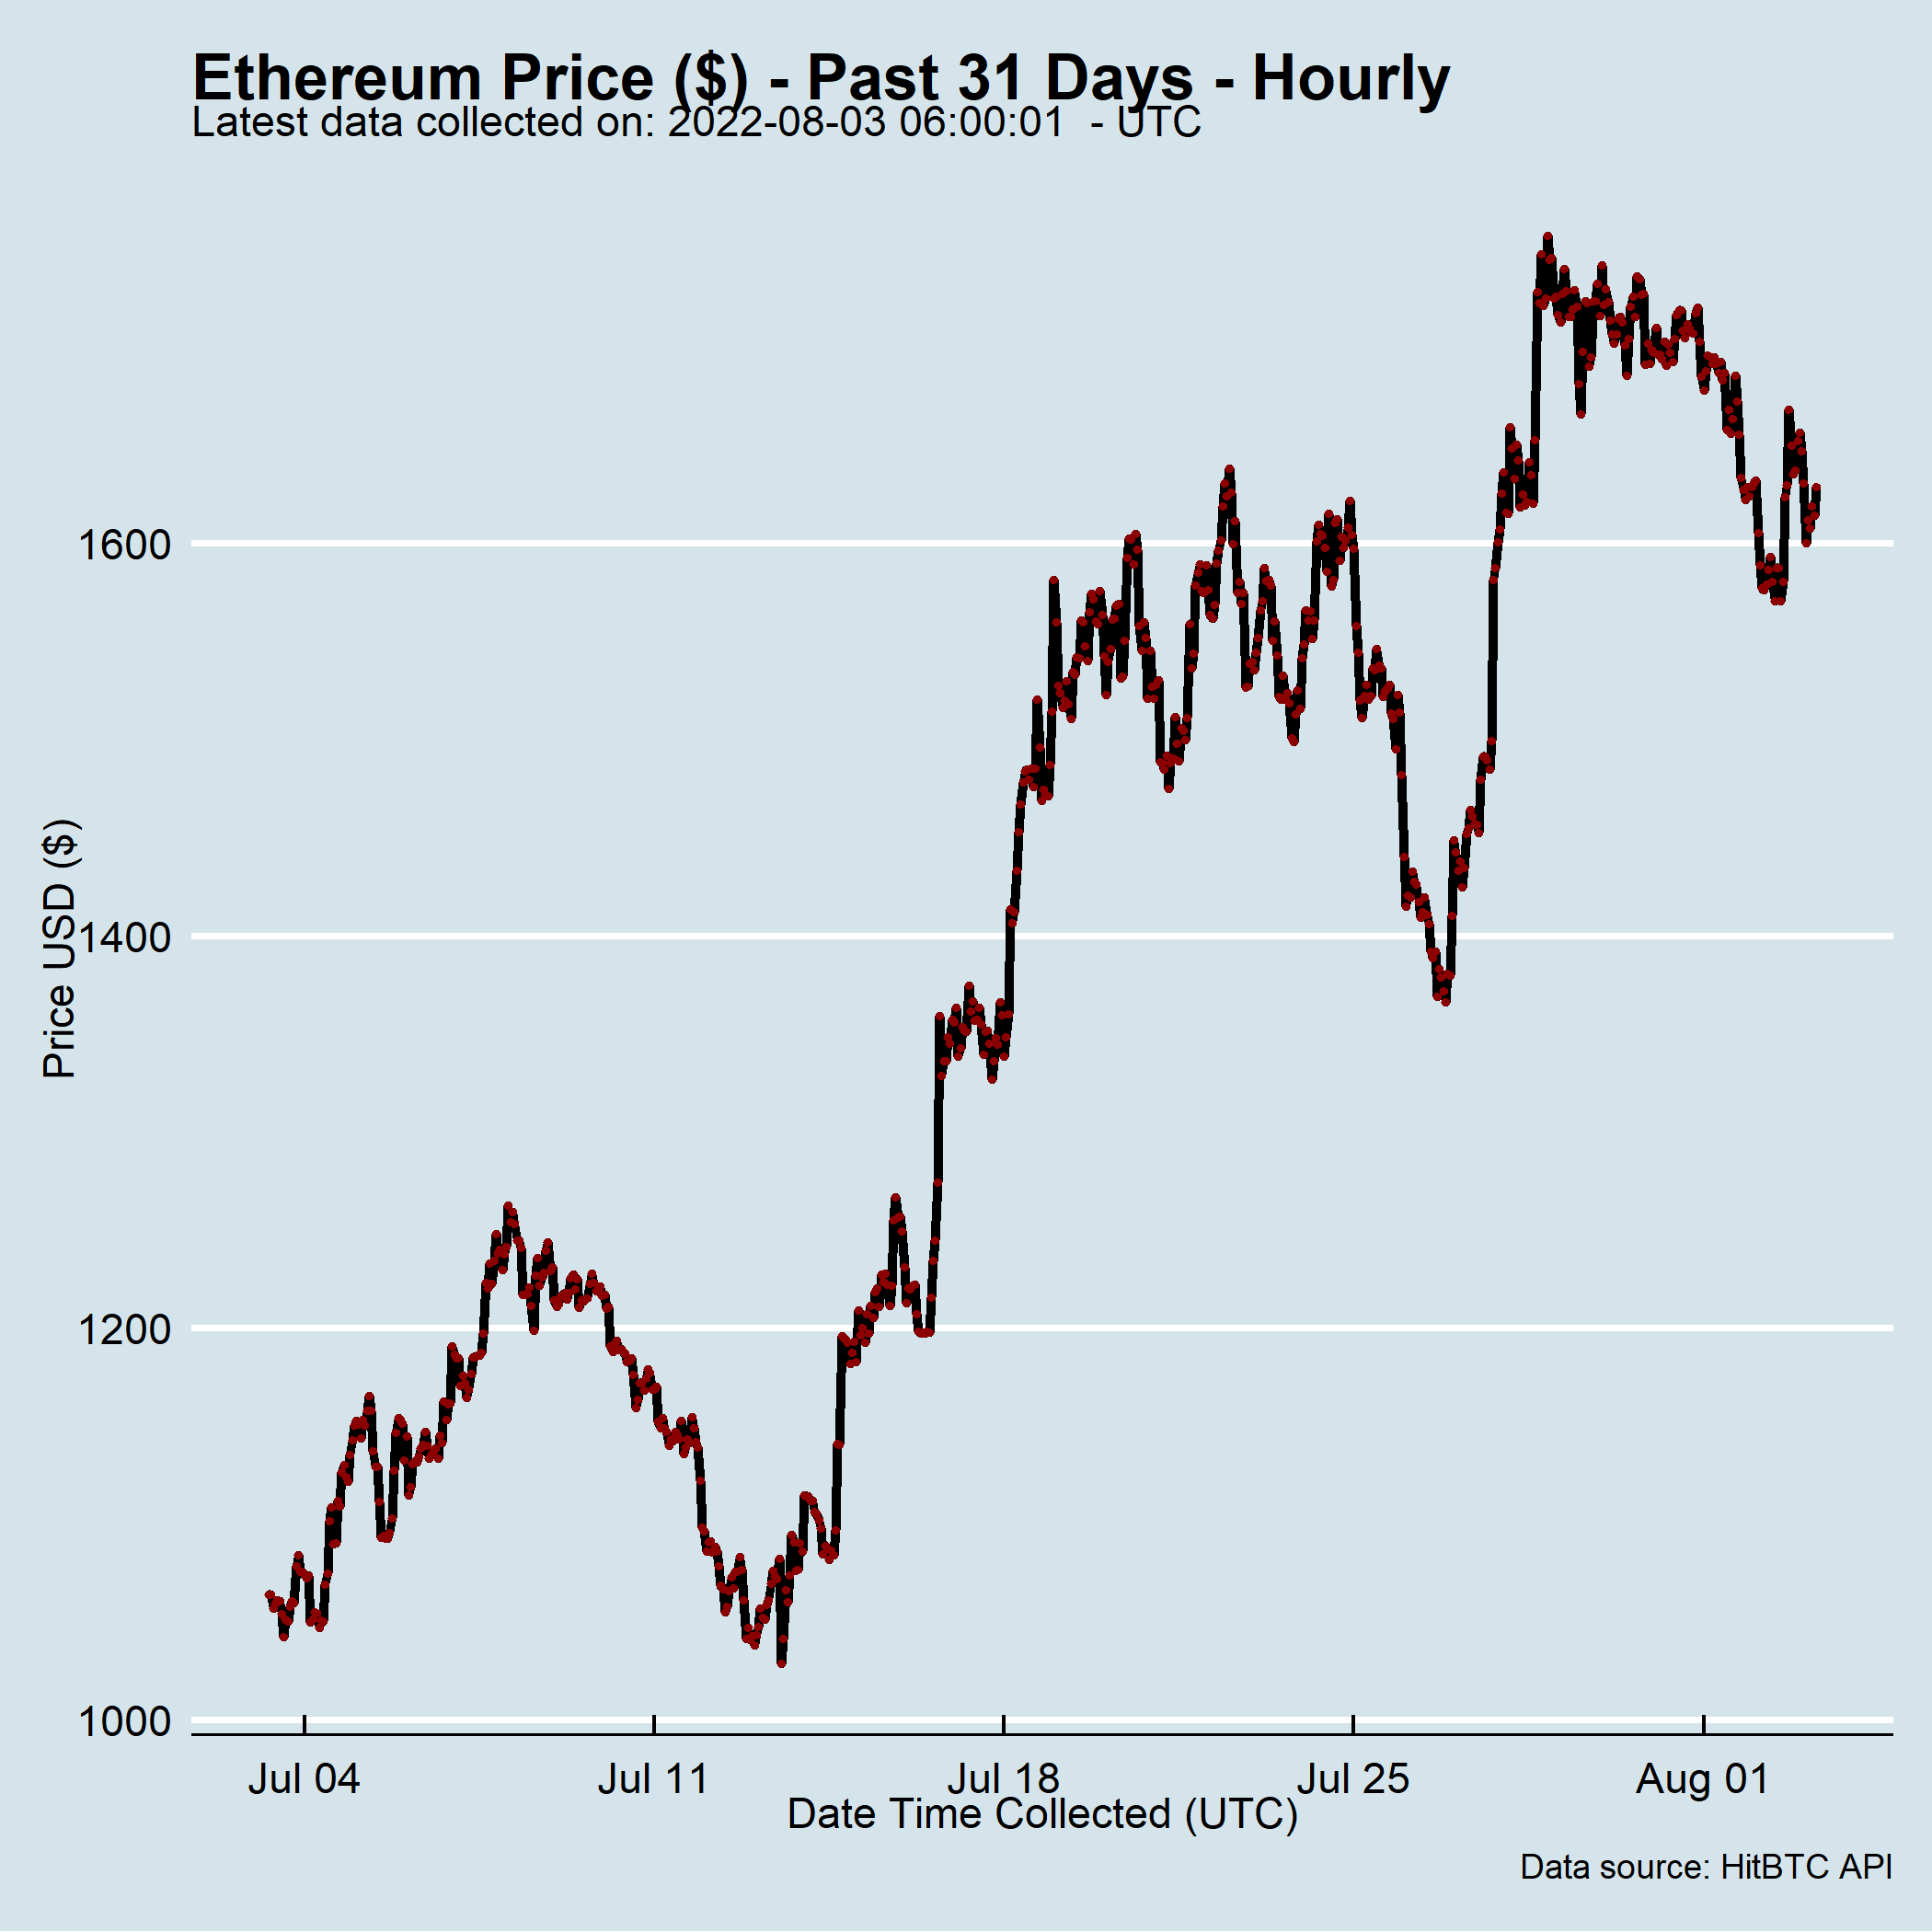 Ethereum Price ($) - Past 31 Days - Hourly
Latest data collected on: 2022-08-03 06:00:01  - UTC
Price USD ($)
1600
1400
1200
1000
Jul 04
Jul 11
Jul 18
Jul 25
Aug 01
Date Time Collected (UTC)
Data source: HitBTC API